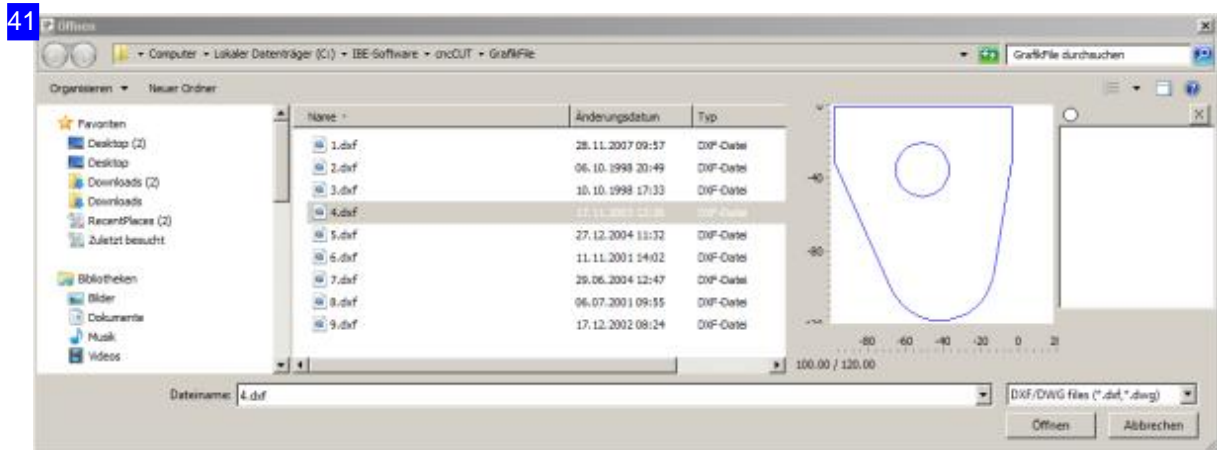 41
Öffnen
Computer Lokaler Datenträger (C:) IBE-Software cncCUT GrafikFile
GrafikFile durchsuchen
Organisieren Neuer Ordner
Favoriten
Desktop (2)
Desktop
Downloads (2)
Downloads
RecentPlaces (2)
Zuletzt besucht
Bibliotheken
Bilder
Dokumente
Musik
Videos
Name Änderungsdatum Typ
1.dxf 28.11.2007 09:57 DXF-Datei
2.dxf 06.10.1998 20:49 DXF-Datei
3.dxf 10.10.1998 17:33 DXF-Datei
4.dxf DXF-Datei
5.dxf 27.12.2004 11:32 DXF-Datei
6.dxf 11.11.2001 14:02 DXF-Datei
7.dxf 29.06.2004 12:47 DXF-Datei
8.dxf 06.07.2001 09:55 DXF-Datei
9.dxf 17.12.2002 08:24 DXF-Datei
-40
-80
-80 -60 -40 -20 0
100.00 / 120.00
Dateiname: 4.dxf
DXF/DWG files (*.dxf,*.dwg)
Öffnen Abbrechen